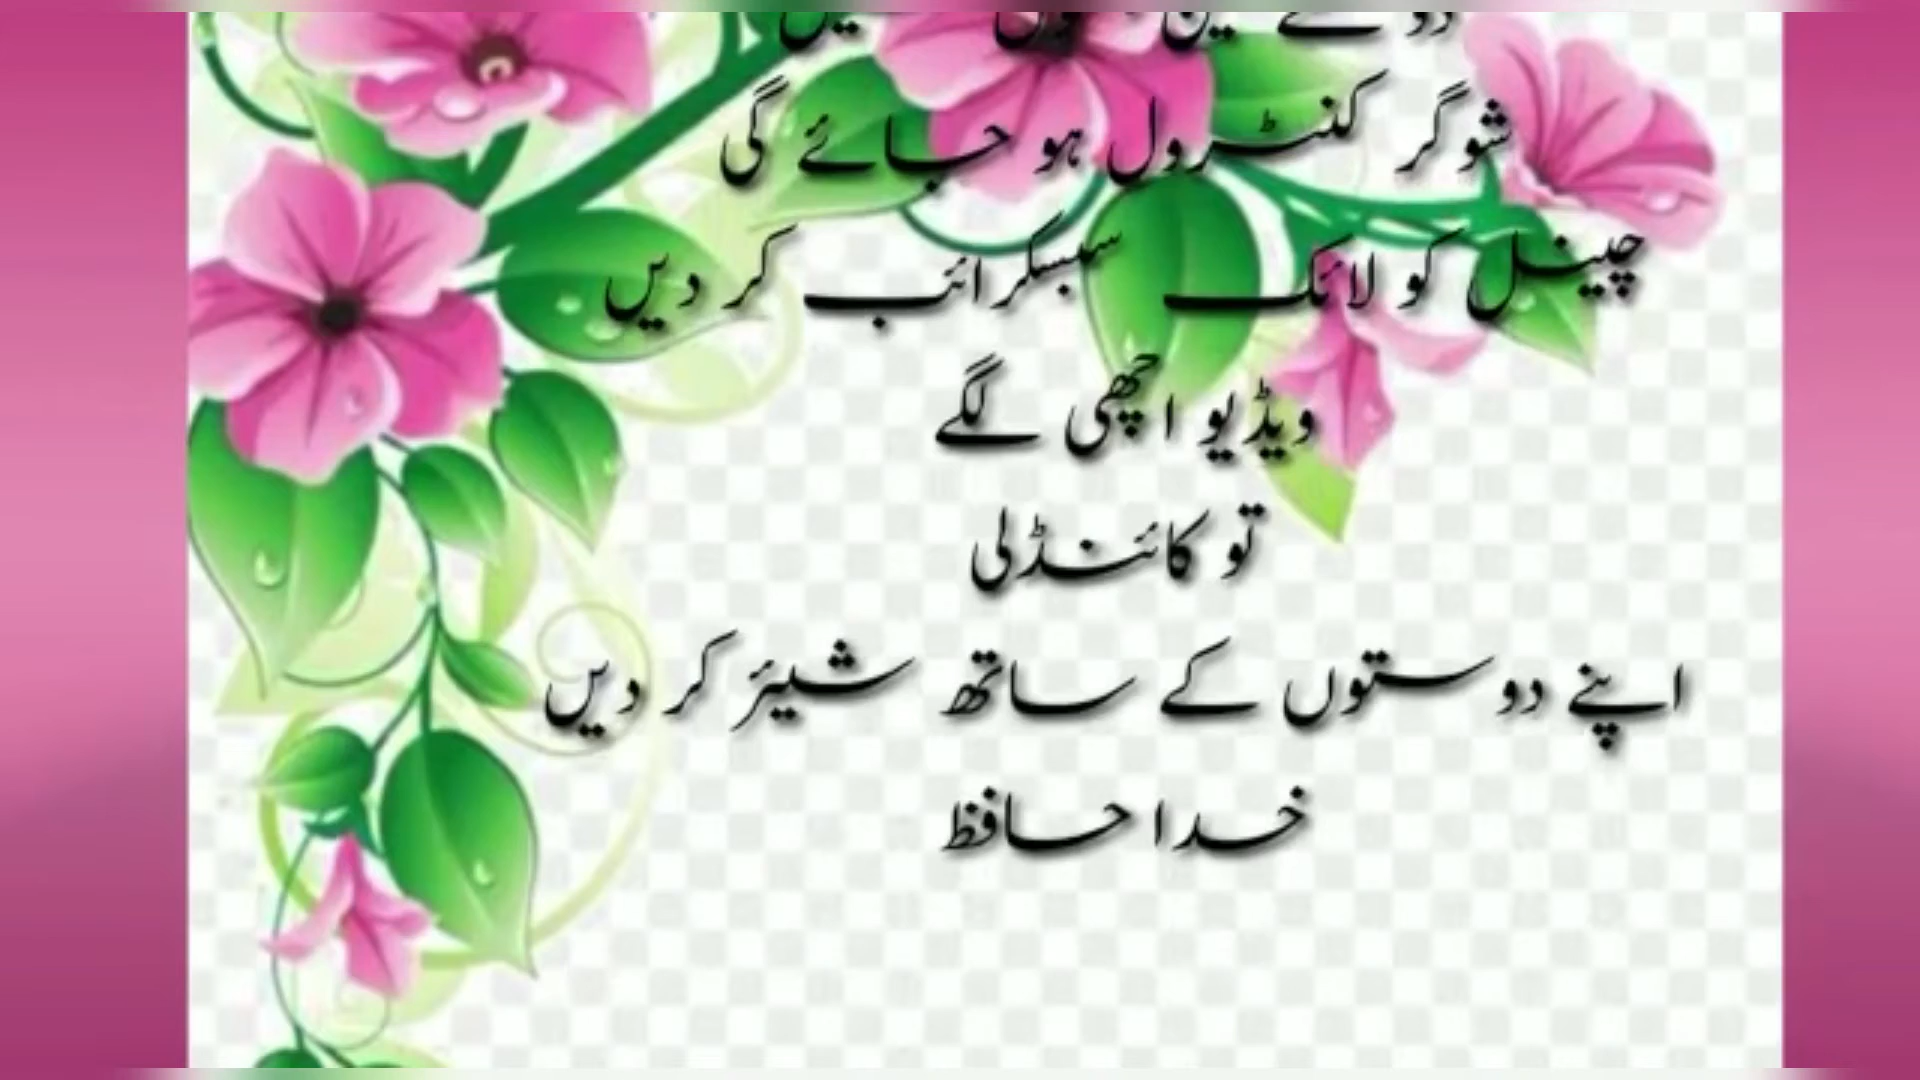 شوگر کنٹرول ہو جائے گی
چینل کو لائک سبسکرائب کر دیں
ویڈیو اچھی لگے
تو کائنڈلی
اپنے دوستوں کے ساتھ شیئر کر دیں
خدا حافظ